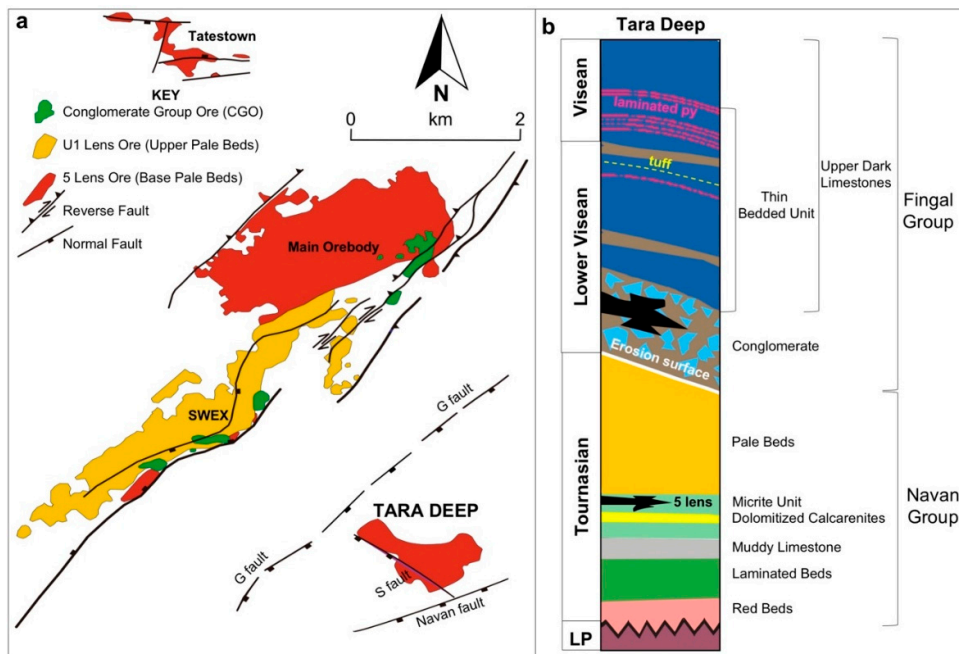 a
Tatestown
KEY
Conglomerate Group Ore (CGO)
U1 Lens Ore (Upper Pale Beds)
5 Lens Ore (Base Pale Beds)
Reverse Fault
Normal Fault
N
0 2
km
Main Orebody
SWEX
G fault
G fault
TARA DEEP
S fault
Navan fault
b
Tara Deep
Visean
Lower Visean
Tournasian
LP
laminated py
tuff
Erosion surface
5 lens
Thin
Bedded Unit
Upper Dark
Limestones
Fingal
Group
Conglomerate
Pale Beds
Micrite Unit
Dolomitized Calcarenites
Muddy Limestone
Laminated Beds
Red Beds
Navan
Group